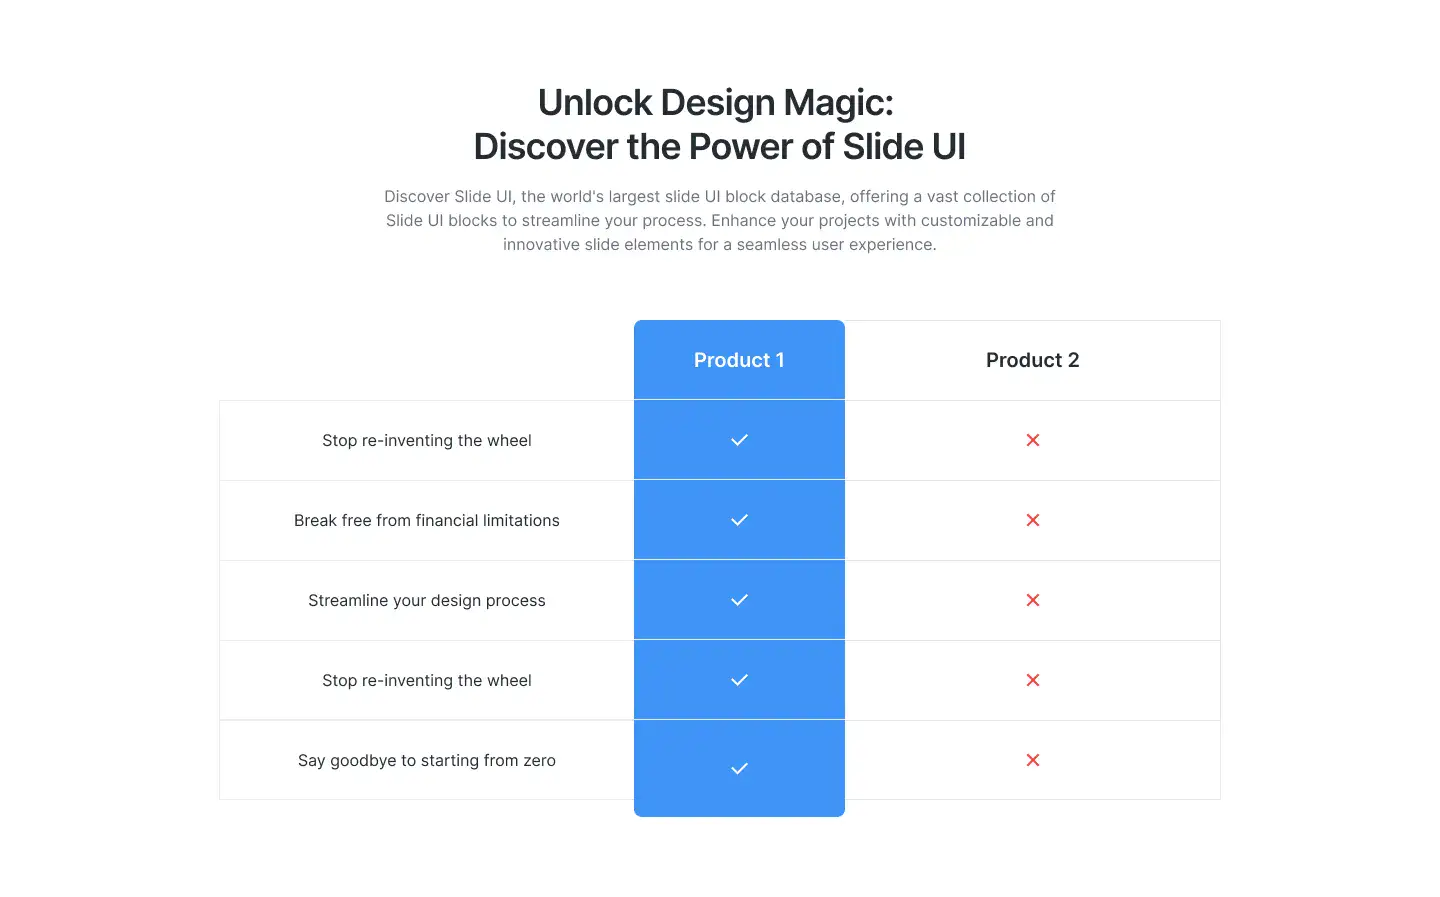 Unlock Design Magic:
Discover the Power of Slide UI
Discover Slide UI, the world's largest slide UI block database, offering a vast collection of
Slide UI blocks to streamline your process. Enhance your projects with customizable and
innovative slide elements for a seamless user experience.
Product 1
Product 2
Stop re-inventing the wheel
Break free from financial limitations
Streamline your design process
Stop re-inventing the wheel
Say goodbye to starting from zero